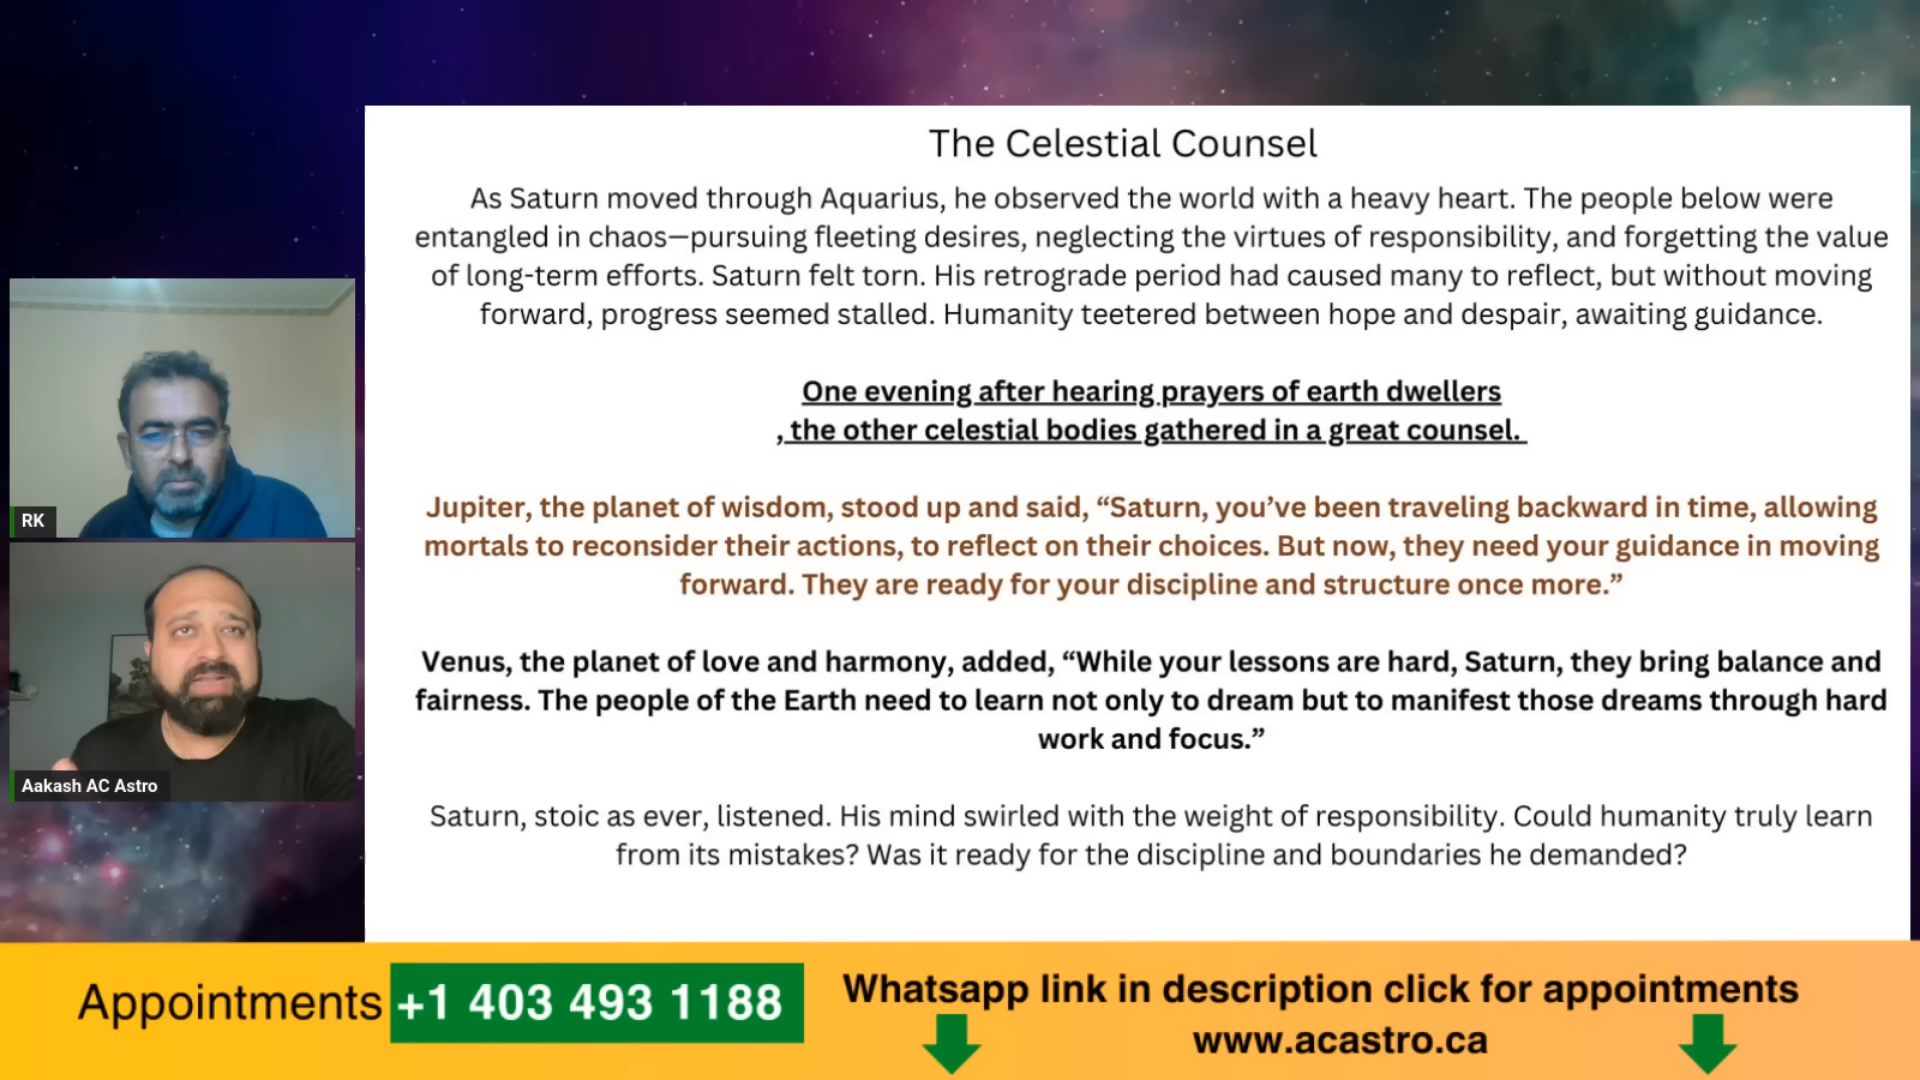 The Celestial Counsel
As Saturn moved through Aquarius, he observed the world with a heavy heart. The people below were
entangled in chaos—pursuing fleeting desires, neglecting the virtues of responsibility, and forgetting the value
of long-term efforts. Saturn felt torn. His retrograde period had caused many to reflect, but without moving
forward, progress seemed stalled. Humanity teetered between hope and despair, awaiting guidance.
One evening after hearing prayers of earth dwellers
, the other celestial bodies gathered in a great counsel.
Jupiter, the planet of wisdom, stood up and said, “Saturn, you’ve been traveling backward in time, allowing
mortals to reconsider their actions, to reflect on their choices. But now, they need your guidance in moving
forward. They are ready for your discipline and structure once more.”
Venus, the planet of love and harmony, added, “While your lessons are hard, Saturn, they bring balance and
fairness. The people of the Earth need to learn not only to dream but to manifest those dreams through hard
work and focus.”
Saturn, stoic as ever, listened. His mind swirled with the weight of responsibility. Could humanity truly learn
from its mistakes? Was it ready for the discipline and boundaries he demanded?
RK
Aakash AC Astro
Appointments +1 403 493 1188
Whatsapp link in description click for appointments
www.acastro.ca